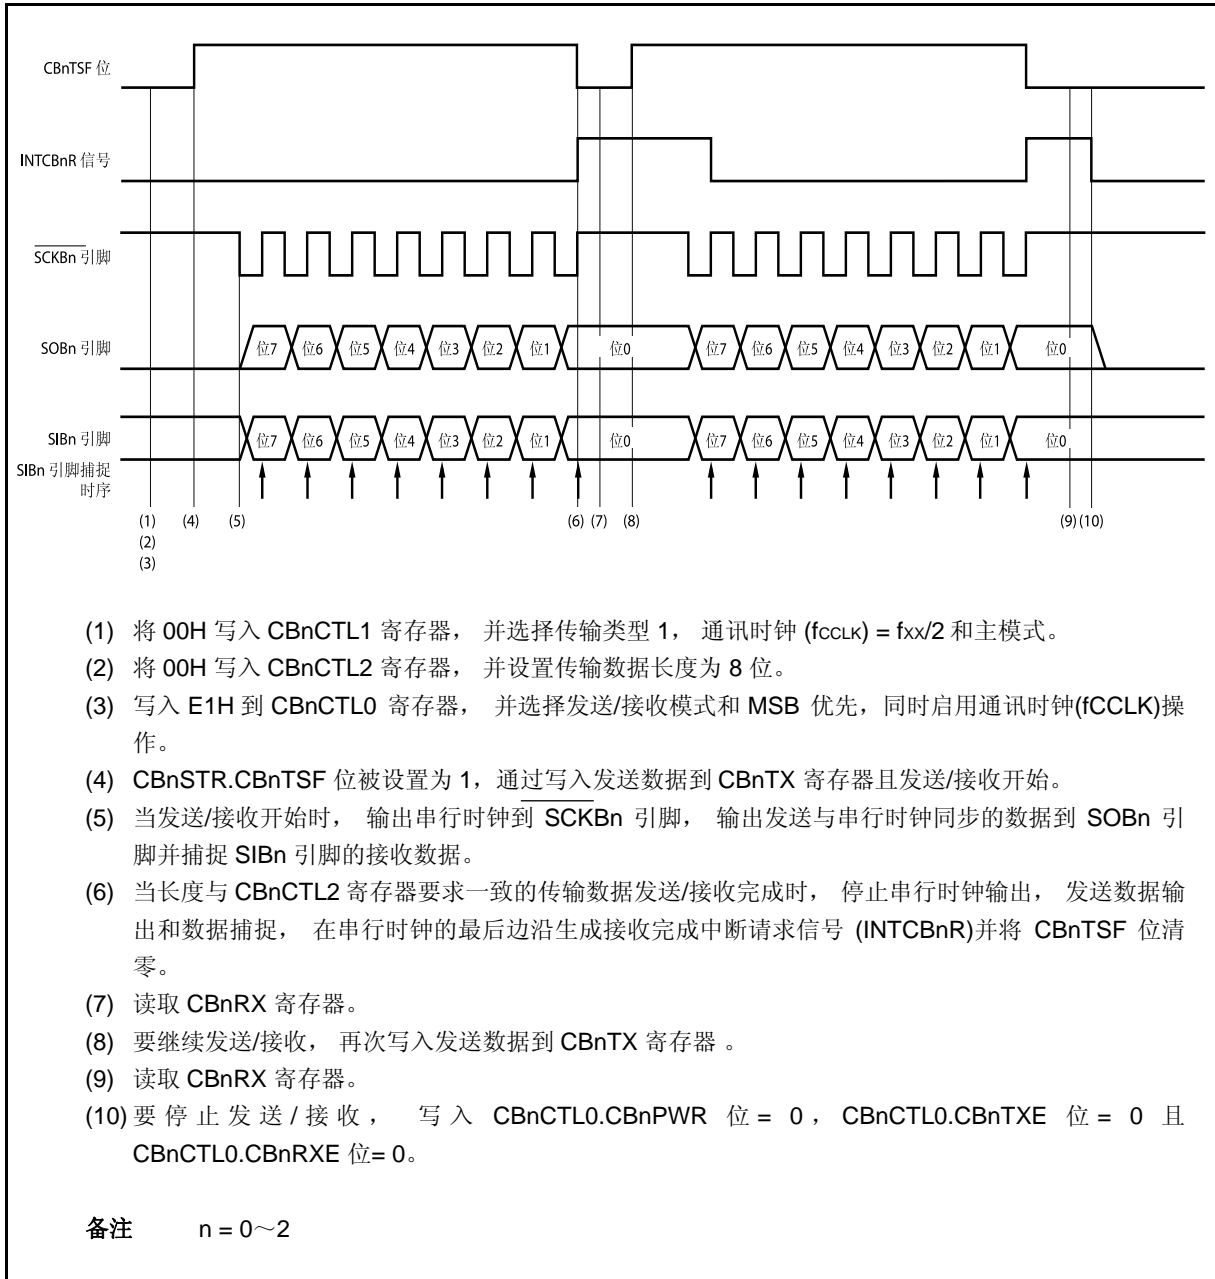 CBnTSF 位
INTCBnR 信号
SCKBn 引脚
SOBn 引脚
位7 位6 位5 位4 位3 位2 位1 位0 位7 位6 位5 位4 位3 位2 位1 位0
SIBn 引脚
位7 位6 位5 位4 位3 位2 位1 位0 位7 位6 位5 位4 位3 位2 位1 位0
SIBn 引脚捕捉
时序
(1) (4) (5) (6) (7) (8) (9) (10)
(2)
(3)
(1) 将 00H 写入 CBnCTL1 寄存器， 并选择传输类型 1， 通讯时钟 (fCCLK) = fXX/2 和主模式。
(2) 将 00H 写入 CBnCTL2 寄存器， 并设置传输数据长度为 8 位。
(3) 写入 E1H 到 CBnCTL0 寄存器， 并选择发送/接收模式和 MSB 优先，同时启用通讯时钟(fCCLK)操
作。
(4) CBnSTR.CBnTSF 位被设置为 1，通过写入发送数据到 CBnTX 寄存器且发送/接收开始。
(5) 当发送/接收开始时， 输出串行时钟到 SCKBn 引脚， 输出发送与串行时钟同步的数据到 SOBn 引
脚并捕捉 SIBn 引脚的接收数据。
(6) 当长度与 CBnCTL2 寄存器要求一致的传输数据发送/接收完成时， 停止串行时钟输出， 发送数据输
出和数据捕捉， 在串行时钟的最后边沿生成接收完成中断请求信号 (INTCBnR)并将 CBnTSF 位清
零。
(7) 读取 CBnRX 寄存器。
(8) 要继续发送/接收， 再次写入发送数据到 CBnTX 寄存器 。
(9) 读取 CBnRX 寄存器。
(10) 要停止发送/接收， 写入 CBnCTL0.CBnPWR 位 = 0，CBnCTL0.CBnTXE 位 = 0 且
CBnCTL0.CBnRXE 位= 0。
备注 n = 0～2